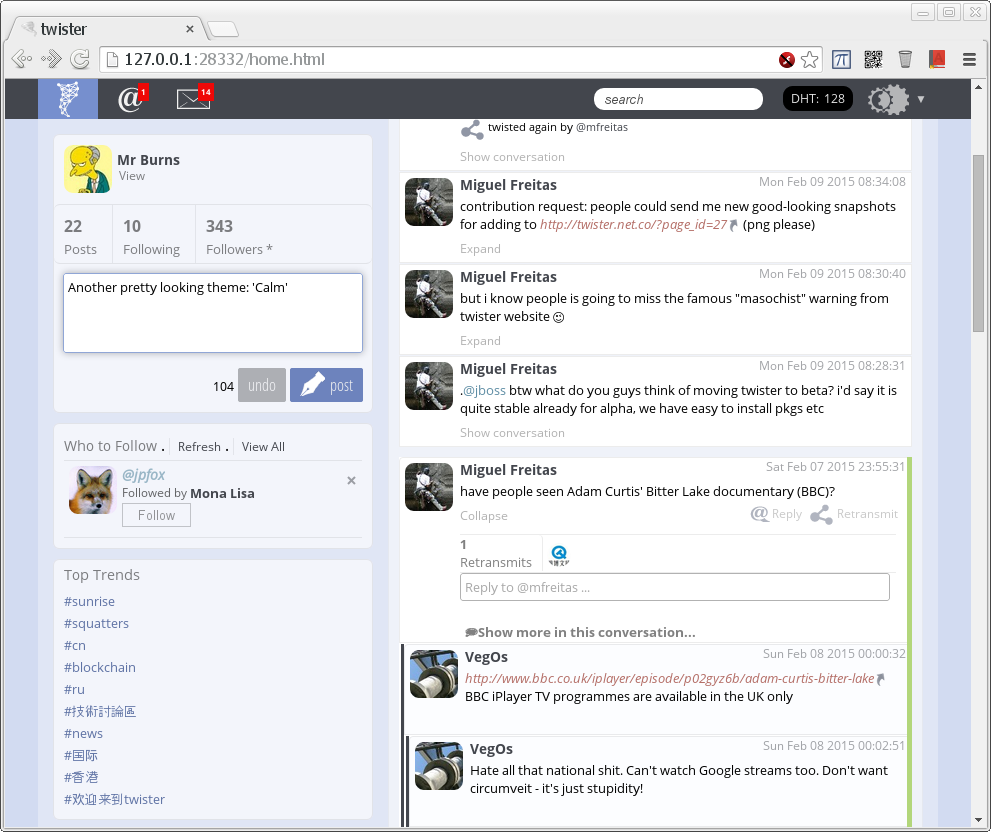 twister
127.0.0.1:28332/home.html
@ 1
14
search
DHT: 128
Mr Burns
View
22
Posts
10
Following
343
Followers *
Another pretty looking theme: 'Calm'
104
undo
post
Who to Follow . Refresh . View All
@jpfox
Followed by Mona Lisa
Follow
Top Trends
#sunrise
#squatters
#cn
#blockchain
#ru
#技術討論區
#news
#国际
#香港
#欢迎来到twister
twisted again by @mfreitas
Show conversation
Miguel Freitas
Mon Feb 09 2015 08:34:08
contribution request: people could send me new good-looking snapshots
for adding to http://twister.net.co/?page_id=27 (png please)
Expand
Miguel Freitas
Mon Feb 09 2015 08:30:40
but i know people is going to miss the famous "masochist" warning from
twister website 😉
Expand
Miguel Freitas
Mon Feb 09 2015 08:28:31
.@jboss btw what do you guys think of moving twister to beta? i'd say it is
quite stable already for alpha, we have easy to install pkgs etc
Show conversation
Miguel Freitas
Sat Feb 07 2015 23:55:31
have people seen Adam Curtis' Bitter Lake documentary (BBC)?
Collapse
@ Reply
Retransmit
1
Retransmits
Reply to @mfreitas ...
Show more in this conversation...
VegOs
Sun Feb 08 2015 00:00:32
http://www.bbc.co.uk/iplayer/episode/p02gyz6b/adam-curtis-bitter-lake
BBC iPlayer TV programmes are available in the UK only
VegOs
Sun Feb 08 2015 00:02:51
Hate all that national shit. Can't watch Google streams too. Don't want
circumveit - it's just stupidity!